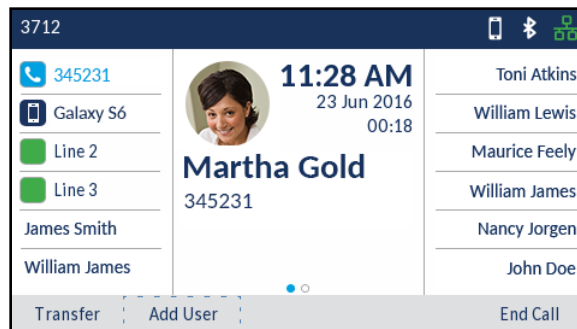 3712
345231
Galaxy S6
Line 2
Line 3
James Smith
William James
11:28 AM
23 Jun 2016
00:18
Martha Gold
345231
Toni Atkins
William Lewis
Maurice Feely
William James
Nancy Jorgen
John Doe
Transfer
Add User
End Call